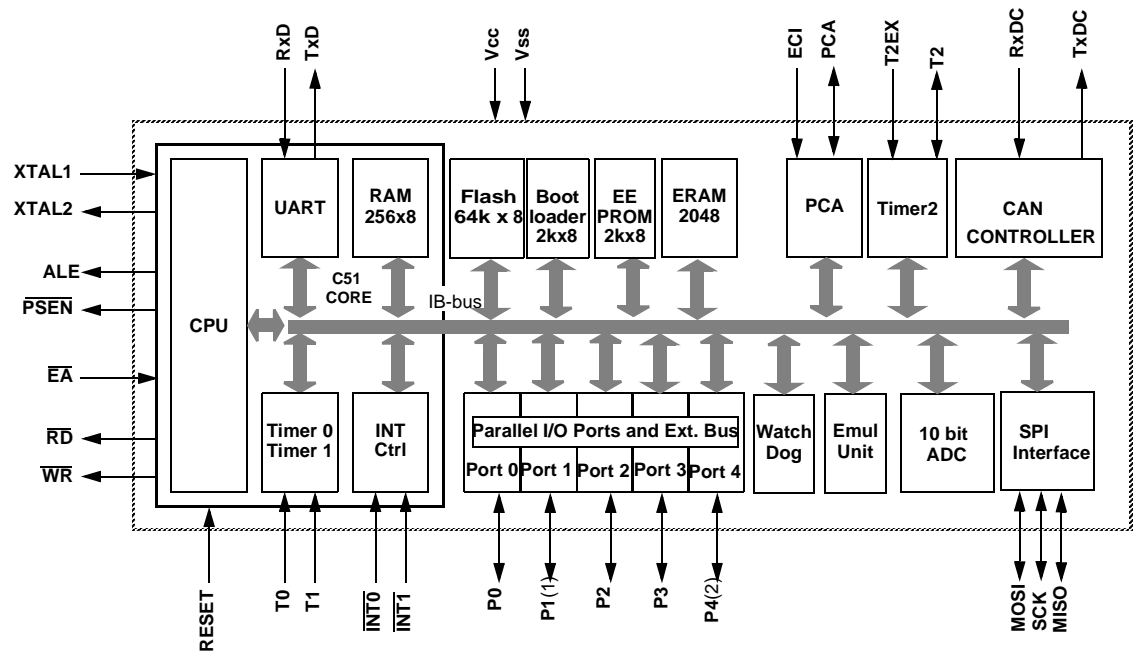 RxD
TxD
Vcc
Vss
ECI
PCA
T2EX
T2
RxDC
TxDC
XTAL1
XTAL2
ALE
PSEN
EA
RD
WR
CPU
UART
RAM
256x8
C51
CORE
IB-bus
Flash
64k x 8
Boot
loader
2kx8
EE
PROM
2kx8
ERAM
2048
PCA
Timer2
CAN
CONTROLLER
Timer 0
Timer 1
INT
Ctrl
Parallel I/O Ports and Ext. Bus
Port 0
Port 1
Port 2
Port 3
Port 4
Watch
Dog
Emul
Unit
10 bit
ADC
SPI
Interface
RESET
T0
T1
INT0
INT1
P0
P1(1)
P2
P3
P4(2)
MOSI
SCK
MISO